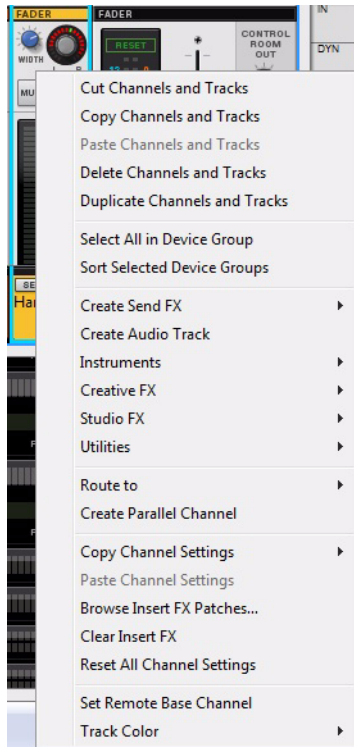 FADER
FADER
IN
RESET
CONTROL
ROOM
OUT
DYN
WIDTH
L R
MU
Cut Channels and Tracks
Copy Channels and Tracks
Paste Channels and Tracks
Delete Channels and Tracks
Duplicate Channels and Tracks
Select All in Device Group
Sort Selected Device Groups
SE
Har
Create Send FX
Create Audio Track
Instruments
Creative FX
Studio FX
Utilities
Route to
Create Parallel Channel
Copy Channel Settings
Paste Channel Settings
Browse Insert FX Patches...
Clear Insert FX
Reset All Channel Settings
Set Remote Base Channel
Track Color